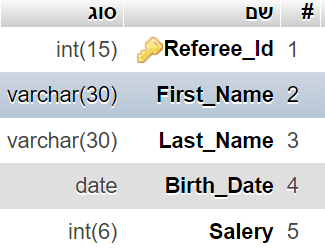 # שם סוג
1 Referee_Id int(15)
2 First_Name varchar(30)
3 Last_Name varchar(30)
4 Birth_Date date
5 Salery int(6)